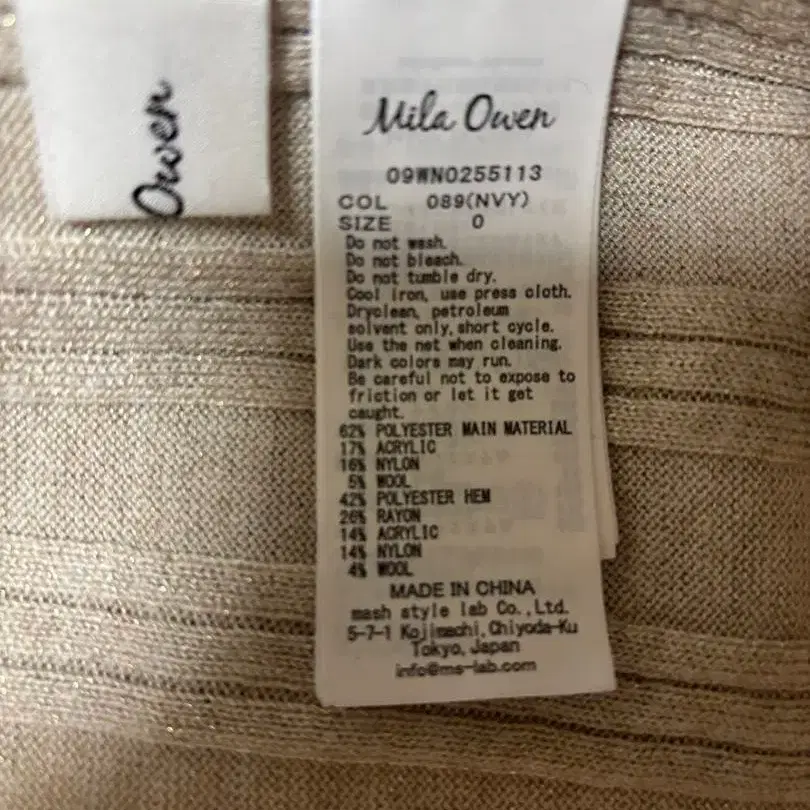 Owen
Mila Owen
09WN0255113
COL 089(NVY)
SIZE 0
Do not wash.
Do not bleach.
Do not tumble dry.
Cool iron, use press cloth.
Dryclean, petroleum
solvent only, short cycle.
Use the net when cleaning.
Dark colors may run.
Be careful not to expose to
friction or let it get
caught.
62% POLYESTER MAIN MATERIAL
17% ACRYLIC
16% NYLON
5% WOOL
42% POLYESTER HEM
26% RAYON
14% ACRYLIC
14% NYLON
4% WOOL
MADE IN CHINA
mash style lab Co.,Ltd.
5-7-1 Kojimachi, Chiyoda-Ku
Tokyo, Japan
info@ms-lab.com